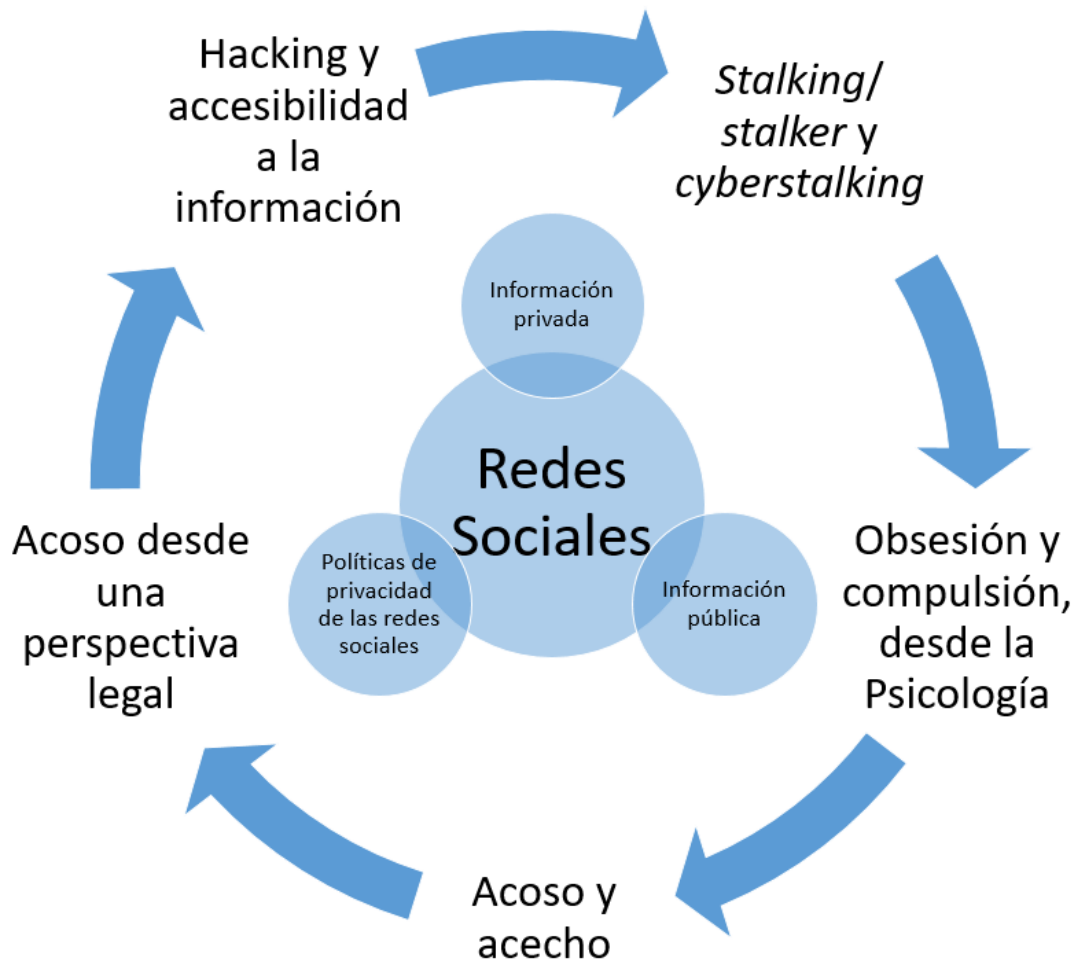 Hacking y
accesibilidad
a la
información
Stalking/
stalker y
cyberstalking
Información
privada
Redes
Sociales
Políticas de
privacidad
de las redes
sociales
Información
pública
Acoso desde
una
perspectiva
legal
Obsesión y
compulsión,
desde la
Psicología
Acoso y
acecho